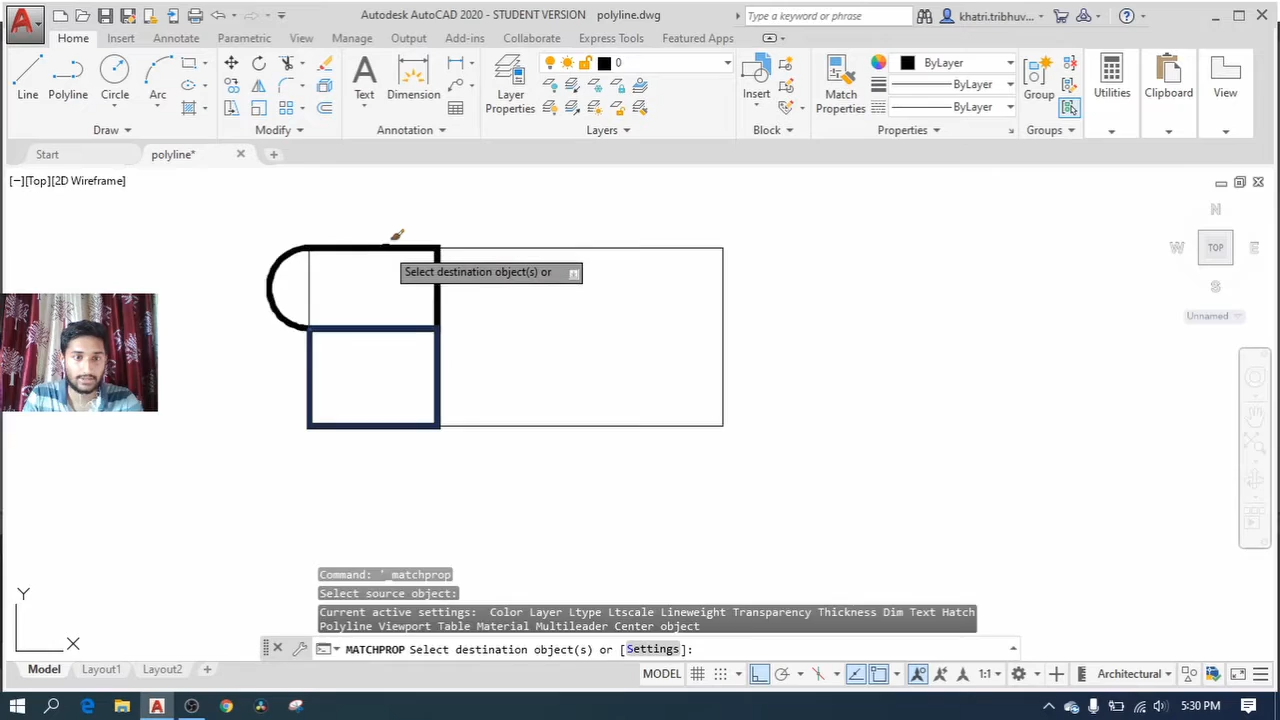 Autodesk AutoCAD 2020 - STUDENT VERSION polyline.dwg
Type a keyword or phrase
khatri.tribhuv...
Home Insert Annotate Parametric View Manage Output Add-ins Collaborate Express Tools Featured Apps
0
ByLayer
ByLayer
ByLayer
Line Polyline Circle Arc
Text Dimension
Layer
Properties
Insert
Match
Properties
Group
Utilities
Clipboard
View
Draw Modify Annotation Layers Block Properties Groups
Start polyline*
[−][Top][2D Wireframe]
N
W TOP E
S
Unnamed
Select destination object(s) or
Y
X
Command: '_matchprop
Select source object:
Current active settings: Color Layer Ltype Ltscale Lineweight Transparency Thickness Dim Text Hatch
Polyline Viewport Table Material Multileader Center object
MATCHPROP Select destination object(s) or [Settings]:
Model Layout1 Layout2 +
MODEL
1:1
Architectural
5:30 PM